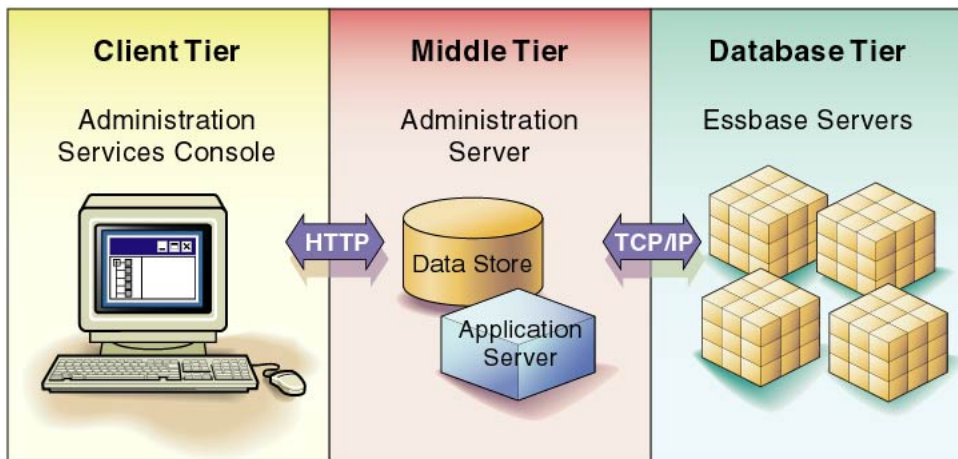 Client Tier
Administration
Services Console
HTTP
Middle Tier
Administration
Server
Data Store
Application
Server
TCP/IP
Database Tier
Essbase Servers